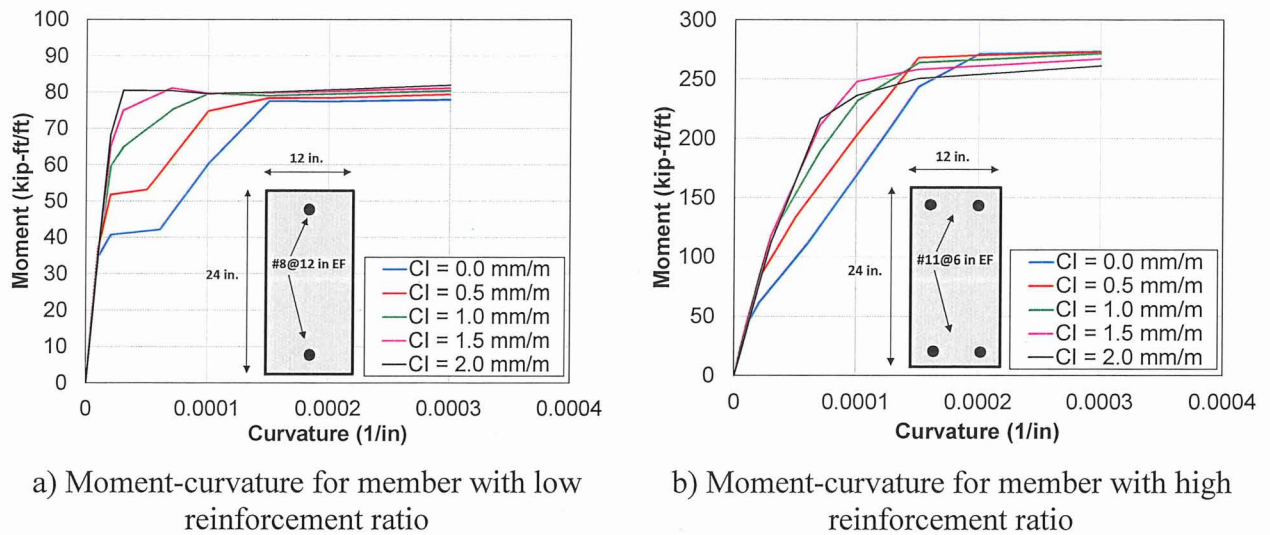 100
90
80
70
60
50
40
30
20
10
0
Moment (kip-ft/ft)
0 0.0001 0.0002 0.0003 0.0004
Curvature (1/in)
12 in.
24 in.
#8@12 in EF
CI = 0.0 mm/m
CI = 0.5 mm/m
CI = 1.0 mm/m
CI = 1.5 mm/m
CI = 2.0 mm/m
a) Moment-curvature for member with low
reinforcement ratio
300
250
200
150
100
50
0
Moment (kip-ft/ft)
0 0.0001 0.0002 0.0003 0.0004
Curvature (1/in)
12 in.
24 in.
#11@6 in EF
CI = 0.0 mm/m
CI = 0.5 mm/m
CI = 1.0 mm/m
CI = 1.5 mm/m
CI = 2.0 mm/m
b) Moment-curvature for member with high
reinforcement ratio